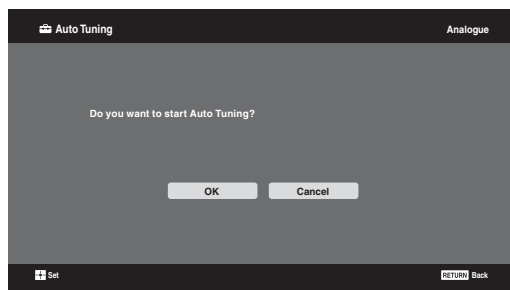 Auto Tuning Analogue
Do you want to start Auto Tuning?
OK Cancel
Set RETURN Back